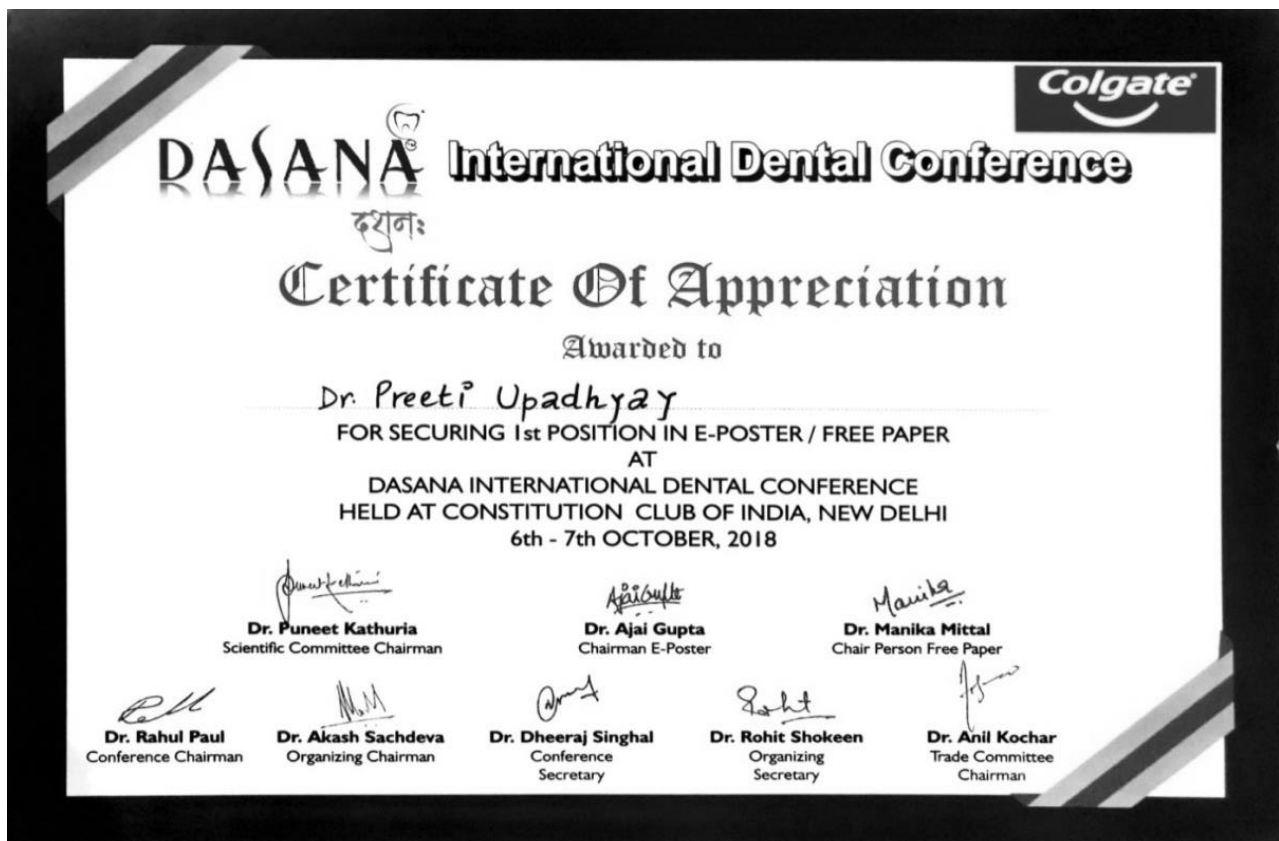 Colgate
DASANA International Dental Conference
दशनः
Certificate Of Appreciation
Awarded to
Dr. Preeti Upadhyay
FOR SECURING 1st POSITION IN E-POSTER / FREE PAPER
AT
DASANA INTERNATIONAL DENTAL CONFERENCE
HELD AT CONSTITUTION CLUB OF INDIA, NEW DELHI
6th - 7th OCTOBER, 2018
AjaiGupta Manika
Dr. Puneet Kathuria Dr. Ajai Gupta Dr. Manika Mittal
Scientific Committee Chairman Chairman E-Poster Chair Person Free Paper
Rohit
Dr. Rahul Paul Dr. Akash Sachdeva Dr. Dheeraj Singhal Dr. Rohit Shokeen Dr. Anil Kochar
Conference Chairman Organizing Chairman Conference Organizing Trade Committee
Secretary Secretary Chairman